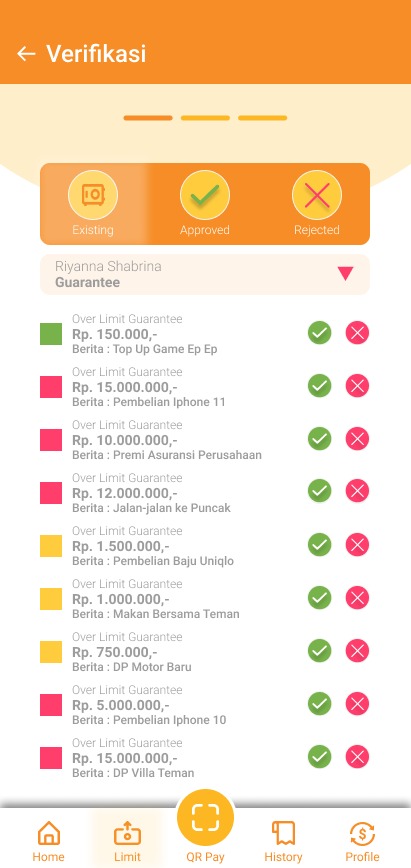 Verifikasi
Existing
Approved
Rejected
Riyanna Shabrina
Guarantee
Over Limit Guarantee
Rp. 150.000,-
Berita : Top Up Game Ep Ep
Over Limit Guarantee
Rp. 15.000.000,-
Berita : Pembelian Iphone 11
Over Limit Guarantee
Rp. 10.000.000,-
Berita : Premi Asuransi Perusahaan
Over Limit Guarantee
Rp. 12.000.000,-
Berita : Jalan-jalan ke Puncak
Over Limit Guarantee
Rp. 1.500.000,-
Berita : Pembelian Baju Uniqlo
Over Limit Guarantee
Rp. 1.000.000,-
Berita : Makan Bersama Teman
Over Limit Guarantee
Rp. 750.000,-
Berita : DP Motor Baru
Over Limit Guarantee
Rp. 5.000.000,-
Berita : Pembelian Iphone 10
Over Limit Guarantee
Rp. 15.000.000,-
Berita : DP Villa Teman
Home
Limit
QR Pay
History
Profile